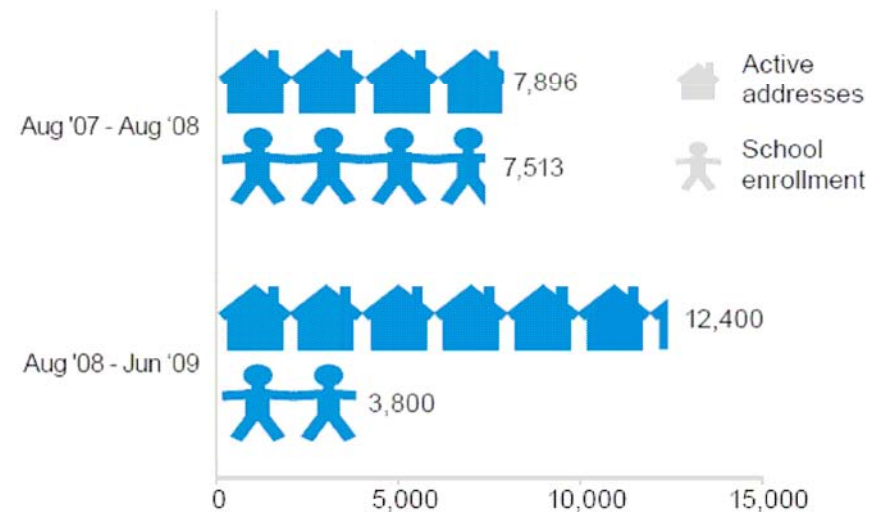 Active
addresses
School
enrollment
Aug '07 - Aug ‘08
7,896
7,513
Aug '08 - Jun ‘09
12,400
3,800
0 5,000 10,000 15,000